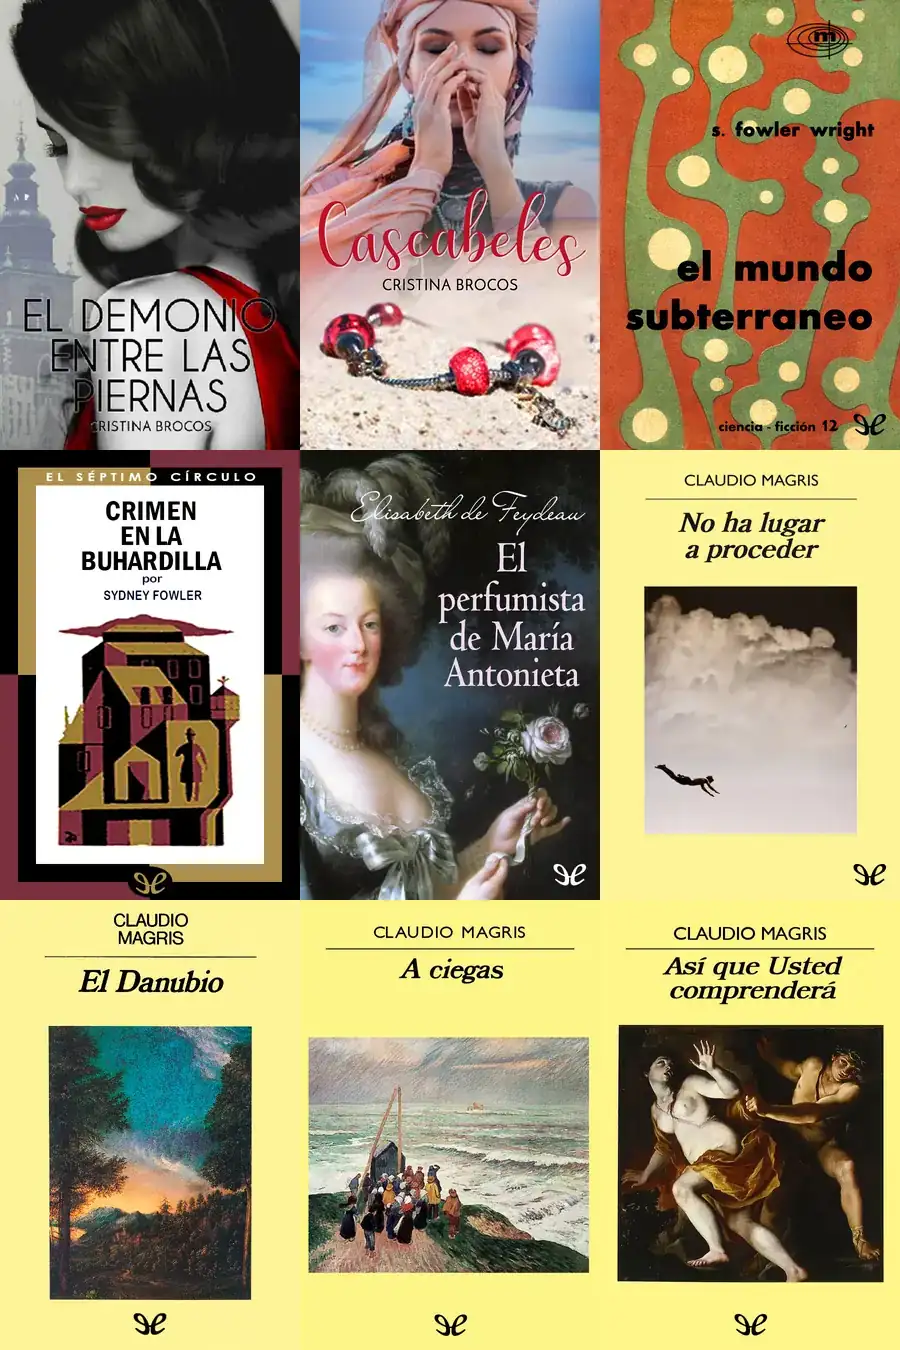 EL DEMONIO
ENTRE LAS
PIERNAS
CRISTINA BROCOS
Cascabeles
CRISTINA BROCOS
m
s. fowler wright
el mundo
subterraneo
ciencia - ficción 12
EL SÉPTIMO CÍRCULO
CRIMEN
EN LA
BUHARDILLA
por
SYDNEY FOWLER
Elisabeth de Feydeau
El
perfumista
de María
Antonieta
CLAUDIO MAGRIS
No ha lugar
a proceder
CLAUDIO
MAGRIS
El Danubio
CLAUDIO MAGRIS
A ciegas
CLAUDIO MAGRIS
Así que Usted
comprenderá